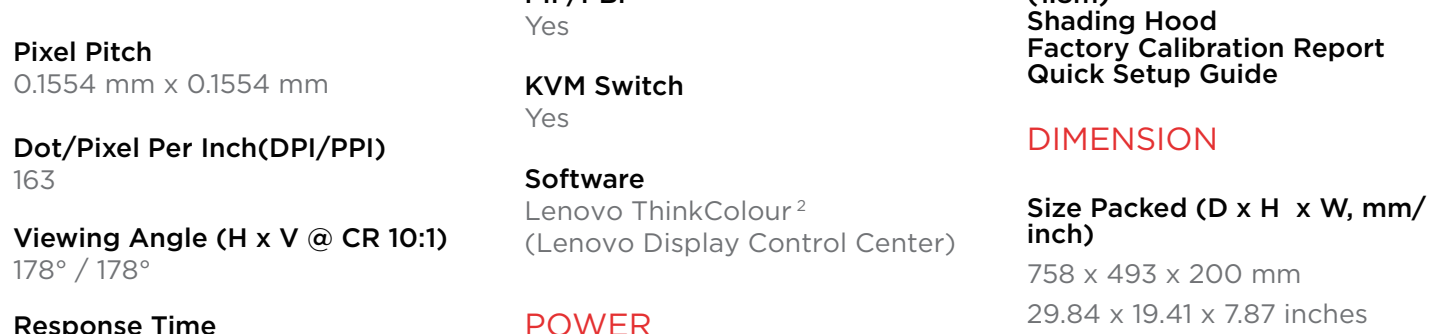 Pixel Pitch
0.1554 mm x 0.1554 mm
Dot/Pixel Per Inch(DPI/PPI)
163
Viewing Angle (H x V @ CR 10:1)
178° / 178°
Response Time
Yes
KVM Switch
Yes
Software
Lenovo ThinkColour ²
(Lenovo Display Control Center)
POWER
Shading Hood
Factory Calibration Report
Quick Setup Guide
DIMENSION
Size Packed (D x H x W, mm/
inch)
758 x 493 x 200 mm
29.84 x 19.41 x 7.87 inches